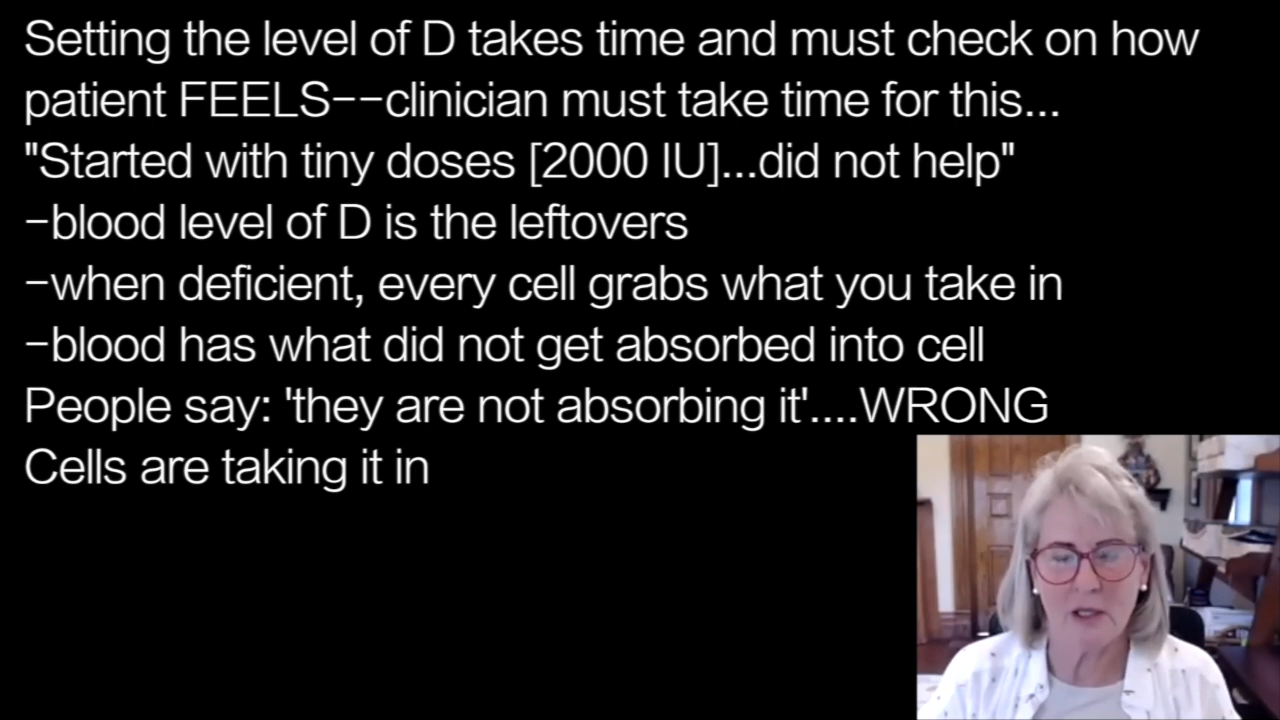 Setting the level of D takes time and must check on how
patient FEELS--clinician must take time for this...
"Started with tiny doses [2000 IU]...did not help"
-blood level of D is the leftovers
-when deficient, every cell grabs what you take in
-blood has what did not get absorbed into cell
People say: 'they are not absorbing it'....WRONG
Cells are taking it in